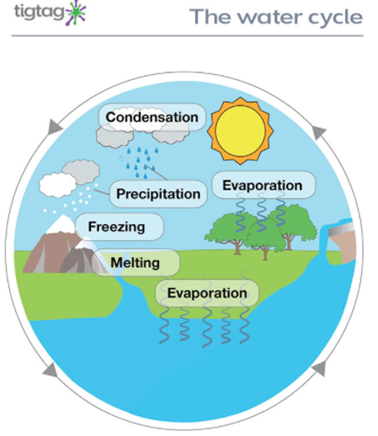 tigtag
The water cycle
Condensation
Precipitation
Evaporation
Freezing
Melting
Evaporation